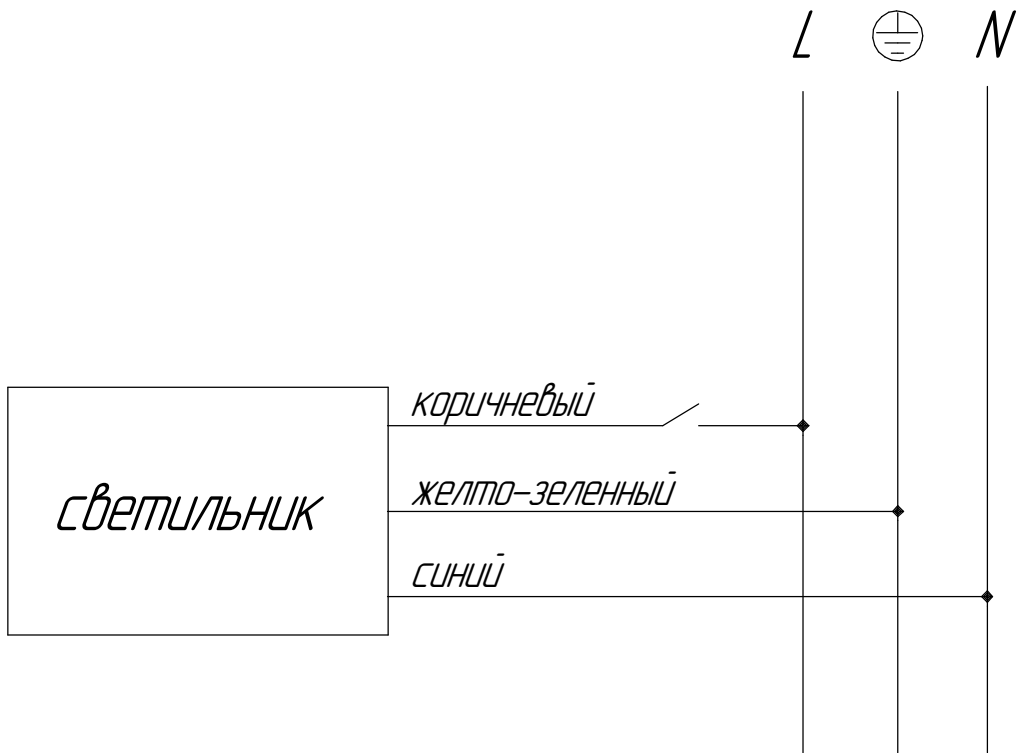 L N
коричневый
желто-зеленный
светильник
синий